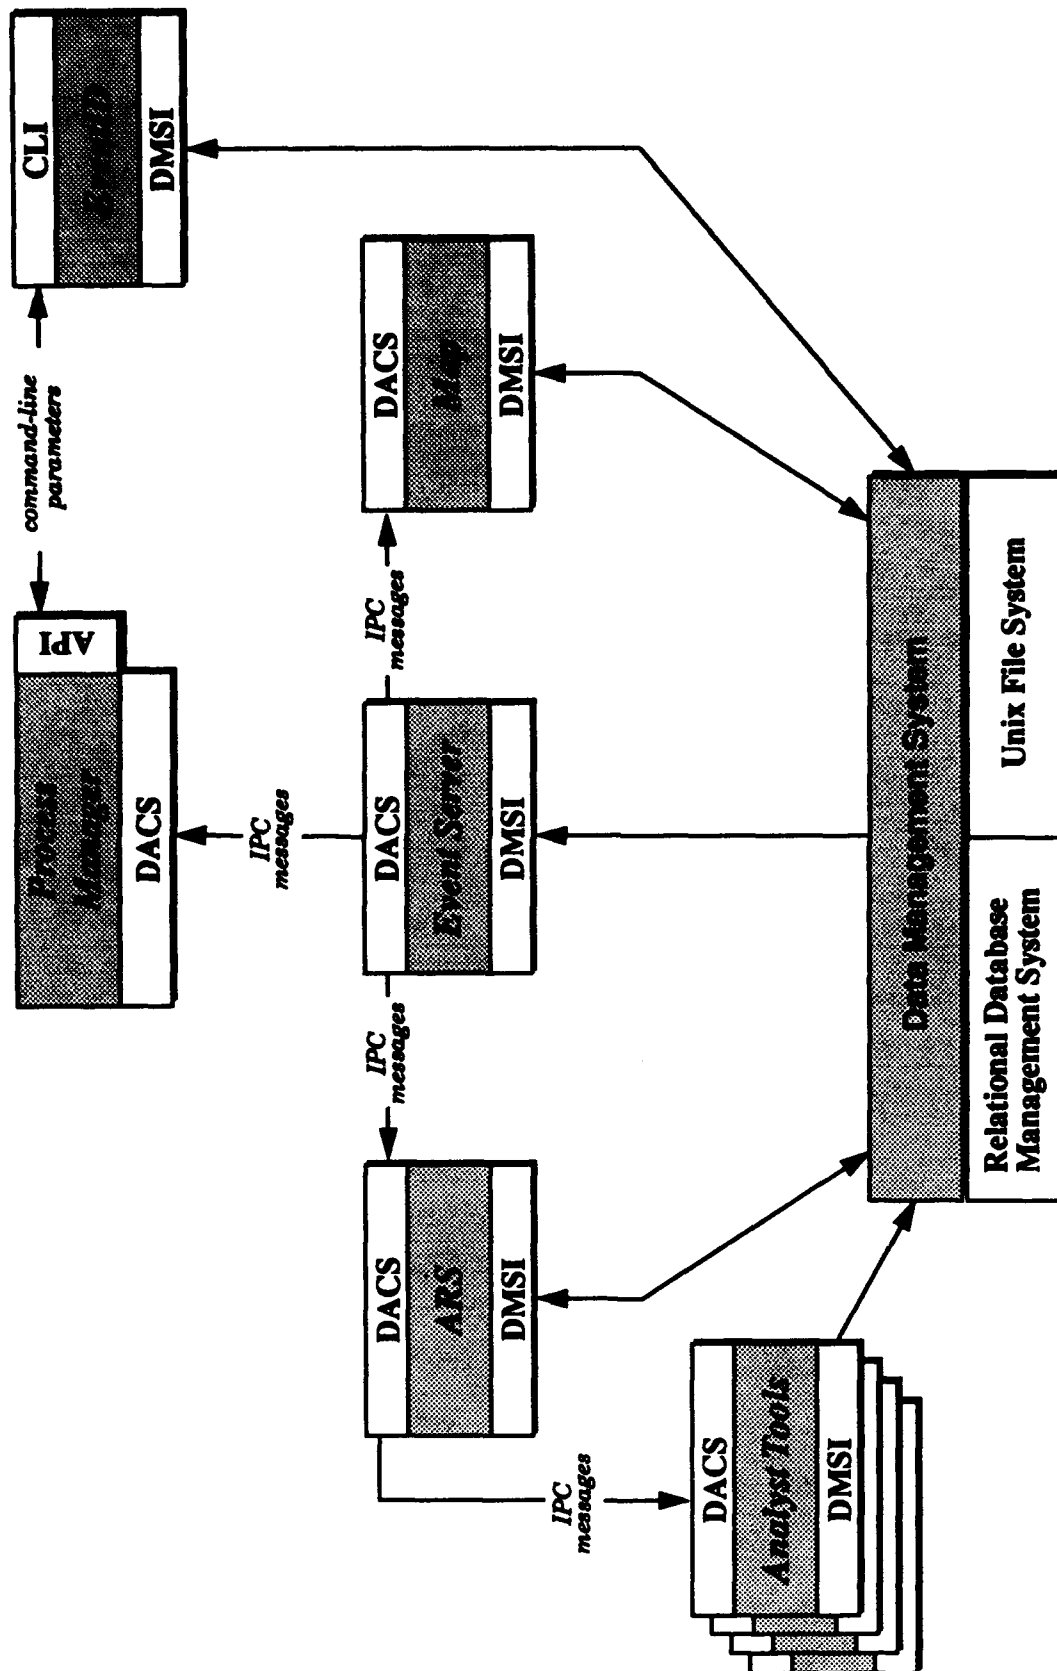 Process
Manager
API
DACS
command-line
parameters
CLI
DMSI
IPC
messages
DACS
ARS
DMSI
IPC
messages
DACS
Event Server
DMSI
IPC
messages
DACS
Map
DMSI
IPC
messages
DACS
Analyst Tools
DMSI
Data Management System
Relational Database
Management System
Unix File System